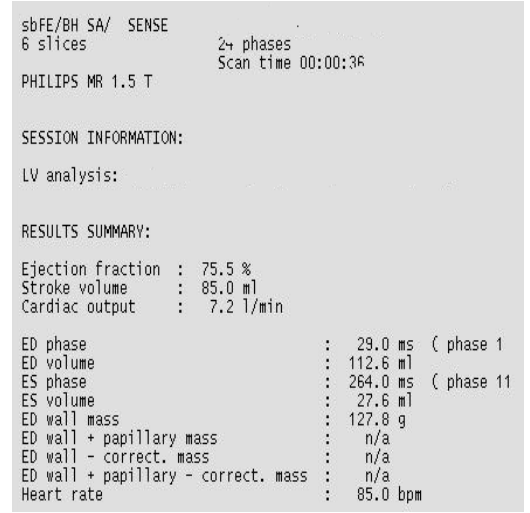 sbFE/BH SA/ SENSE
6 slices 24 phases
Scan time 00:00:36
PHILIPS MR 1.5 T
SESSION INFORMATION:
LV analysis:
RESULTS SUMMARY:
Ejection fraction : 75.5 %
Stroke volume : 85.0 ml
Cardiac output : 7.2 l/min
ED phase : 29.0 ms ( phase 1
ED volume : 112.6 ml
ES phase : 264.0 ms ( phase 11
ES volume : 27.6 ml
ED wall mass : 127.8 g
ED wall + papillary mass : n/a
ED wall - correct. mass : n/a
ED wall + papillary - correct. mass : n/a
Heart rate : 85.0 bpm